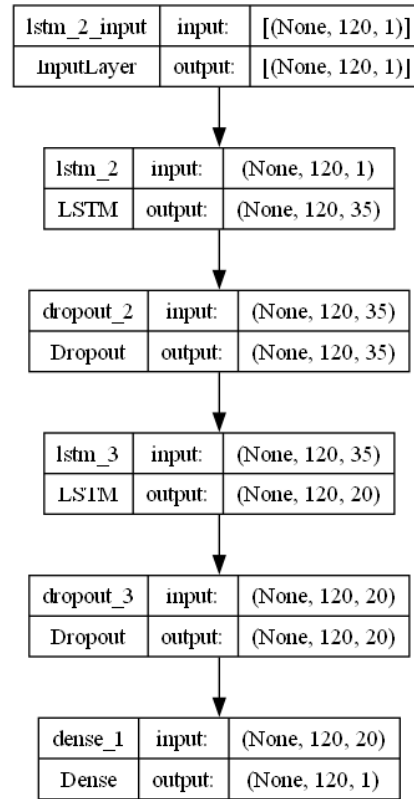 lstm_2_input input: [(None, 120, 1)]
InputLayer output: [(None, 120, 1)]
lstm_2 input: (None, 120, 1)
LSTM output: (None, 120, 35)
dropout_2 input: (None, 120, 35)
Dropout output: (None, 120, 35)
lstm_3 input: (None, 120, 35)
LSTM output: (None, 120, 20)
dropout_3 input: (None, 120, 20)
Dropout output: (None, 120, 20)
dense_1 input: (None, 120, 20)
Dense output: (None, 120, 1)